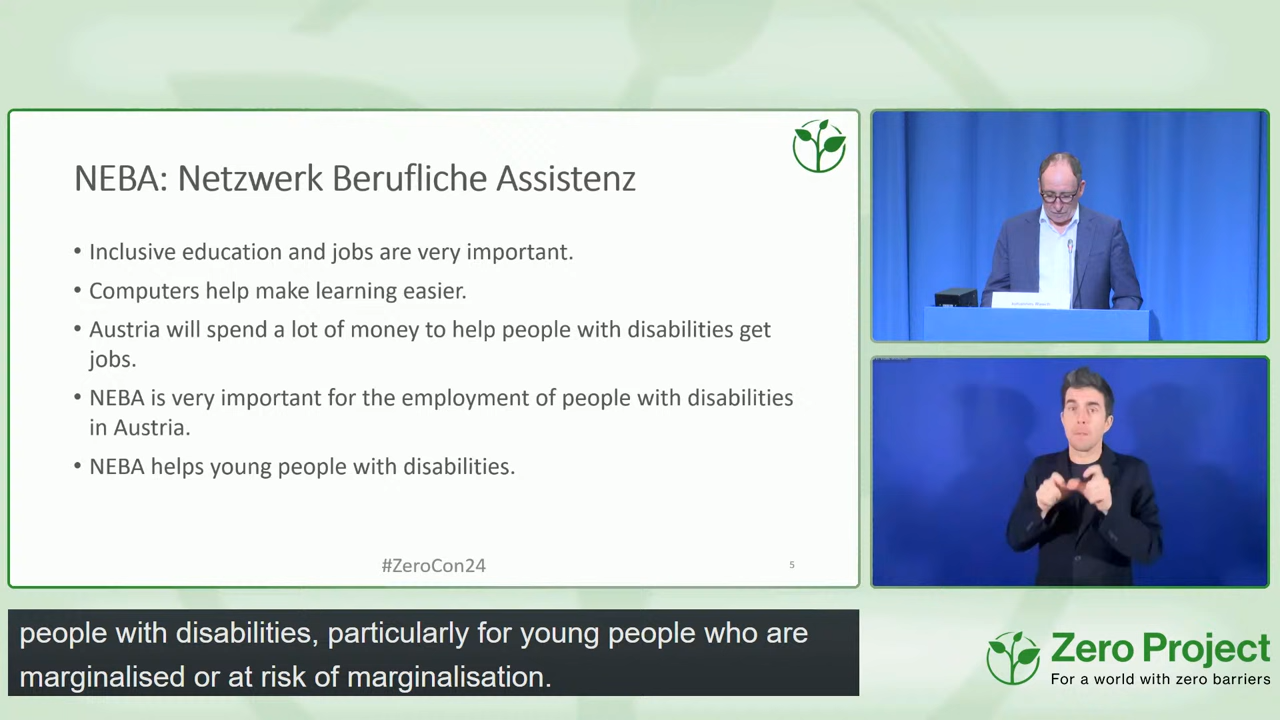 NEBA: Netzwerk Berufliche Assistenz
• Inclusive education and jobs are very important.
• Computers help make learning easier.
• Austria will spend a lot of money to help people with disabilities get
jobs.
• NEBA is very important for the employment of people with disabilities
in Austria.
• NEBA helps young people with disabilities.
#ZeroCon24
5
people with disabilities, particularly for young people who are
marginalised or at risk of marginalisation.
Zero Project
For a world with zero barriers